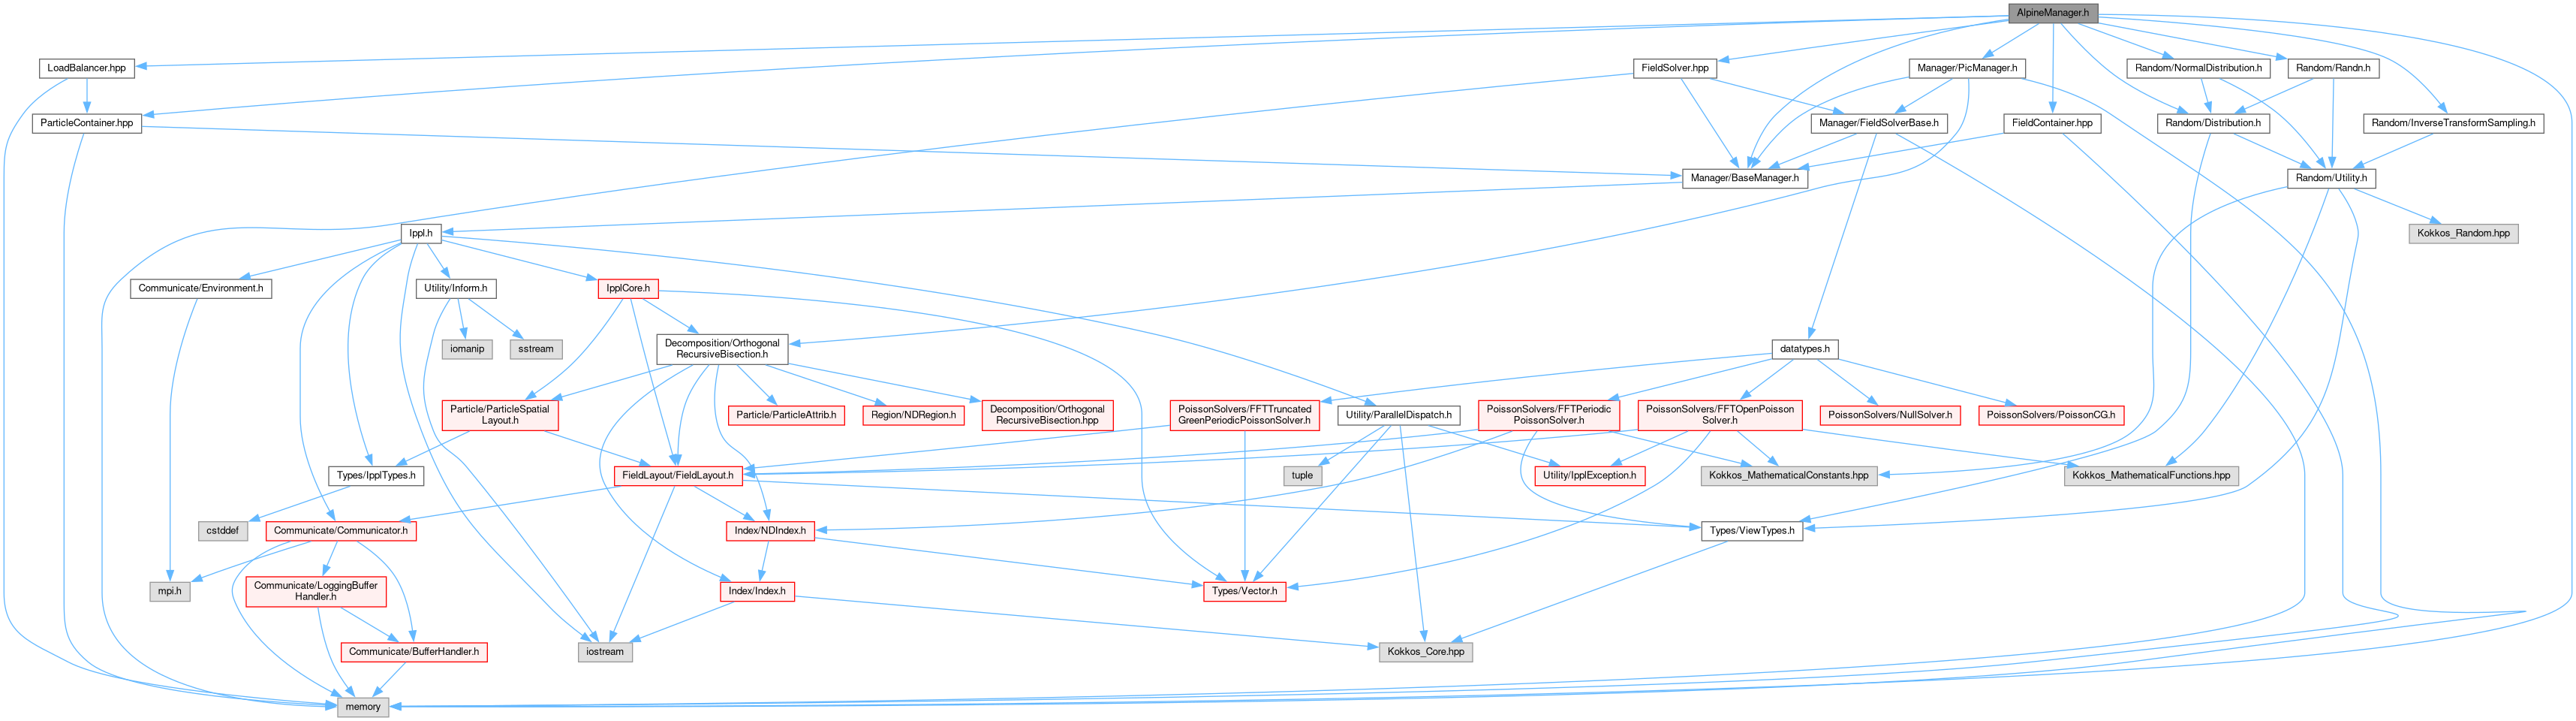 AlpineManager.h
LoadBalancer.hpp
FieldSolver.hpp
Manager/PicManager.h
Random/NormalDistribution.h
Random/Randn.h
ParticleContainer.hpp
Manager/FieldSolverBase.h
FieldContainer.hpp
Random/Distribution.h
Random/InverseTransformSampling.h
Manager/BaseManager.h
Random/Utility.h
Ippl.h
Kokkos_Random.hpp
Communicate/Environment.h
Utility/Inform.h
IpplCore.h
iomanip
sstream
Decomposition/Orthogonal
RecursiveBisection.h
datatypes.h
Particle/ParticleSpatial
Layout.h
Particle/ParticleAttrib.h
Region/NDRegion.h
Decomposition/Orthogonal
RecursiveBisection.hpp
PoissonSolvers/FFTTruncated
GreenPeriodicPoissonSolver.h
Utility/ParallelDispatch.h
PoissonSolvers/FFTPeriodic
PoissonSolver.h
PoissonSolvers/FFTOpenPoisson
Solver.h
PoissonSolvers/NullSolver.h
PoissonSolvers/PoissonCG.h
Types/IpplTypes.h
FieldLayout/FieldLayout.h
tuple
Utility/IpplException.h
Kokkos_MathematicalConstants.hpp
Kokkos_MathematicalFunctions.hpp
cstddef
Communicate/Communicator.h
Index/NDIndex.h
Types/ViewTypes.h
mpi.h
Communicate/LoggingBuffer
Handler.h
Index/Index.h
Types/Vector.h
Communicate/BufferHandler.h
iostream
Kokkos_Core.hpp
memory